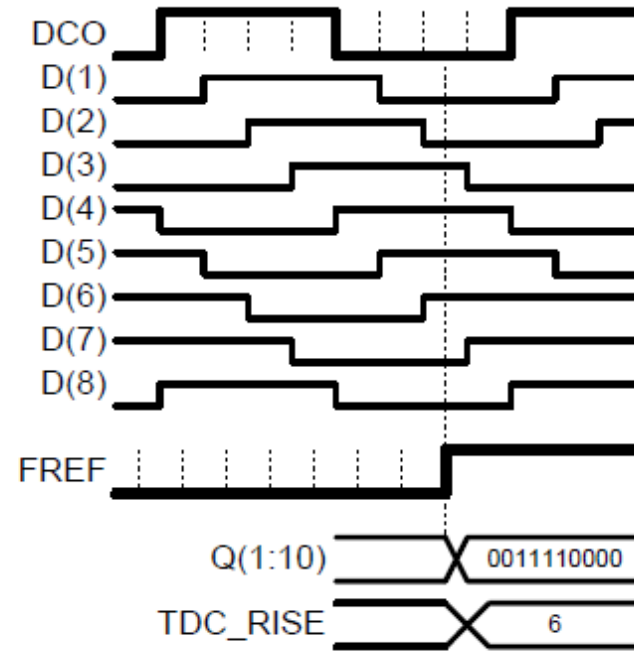 DCO
D(1)
D(2)
D(3)
D(4)
D(5)
D(6)
D(7)
D(8)
FREF
Q(1:10) 0011110000
TDC_RISE 6